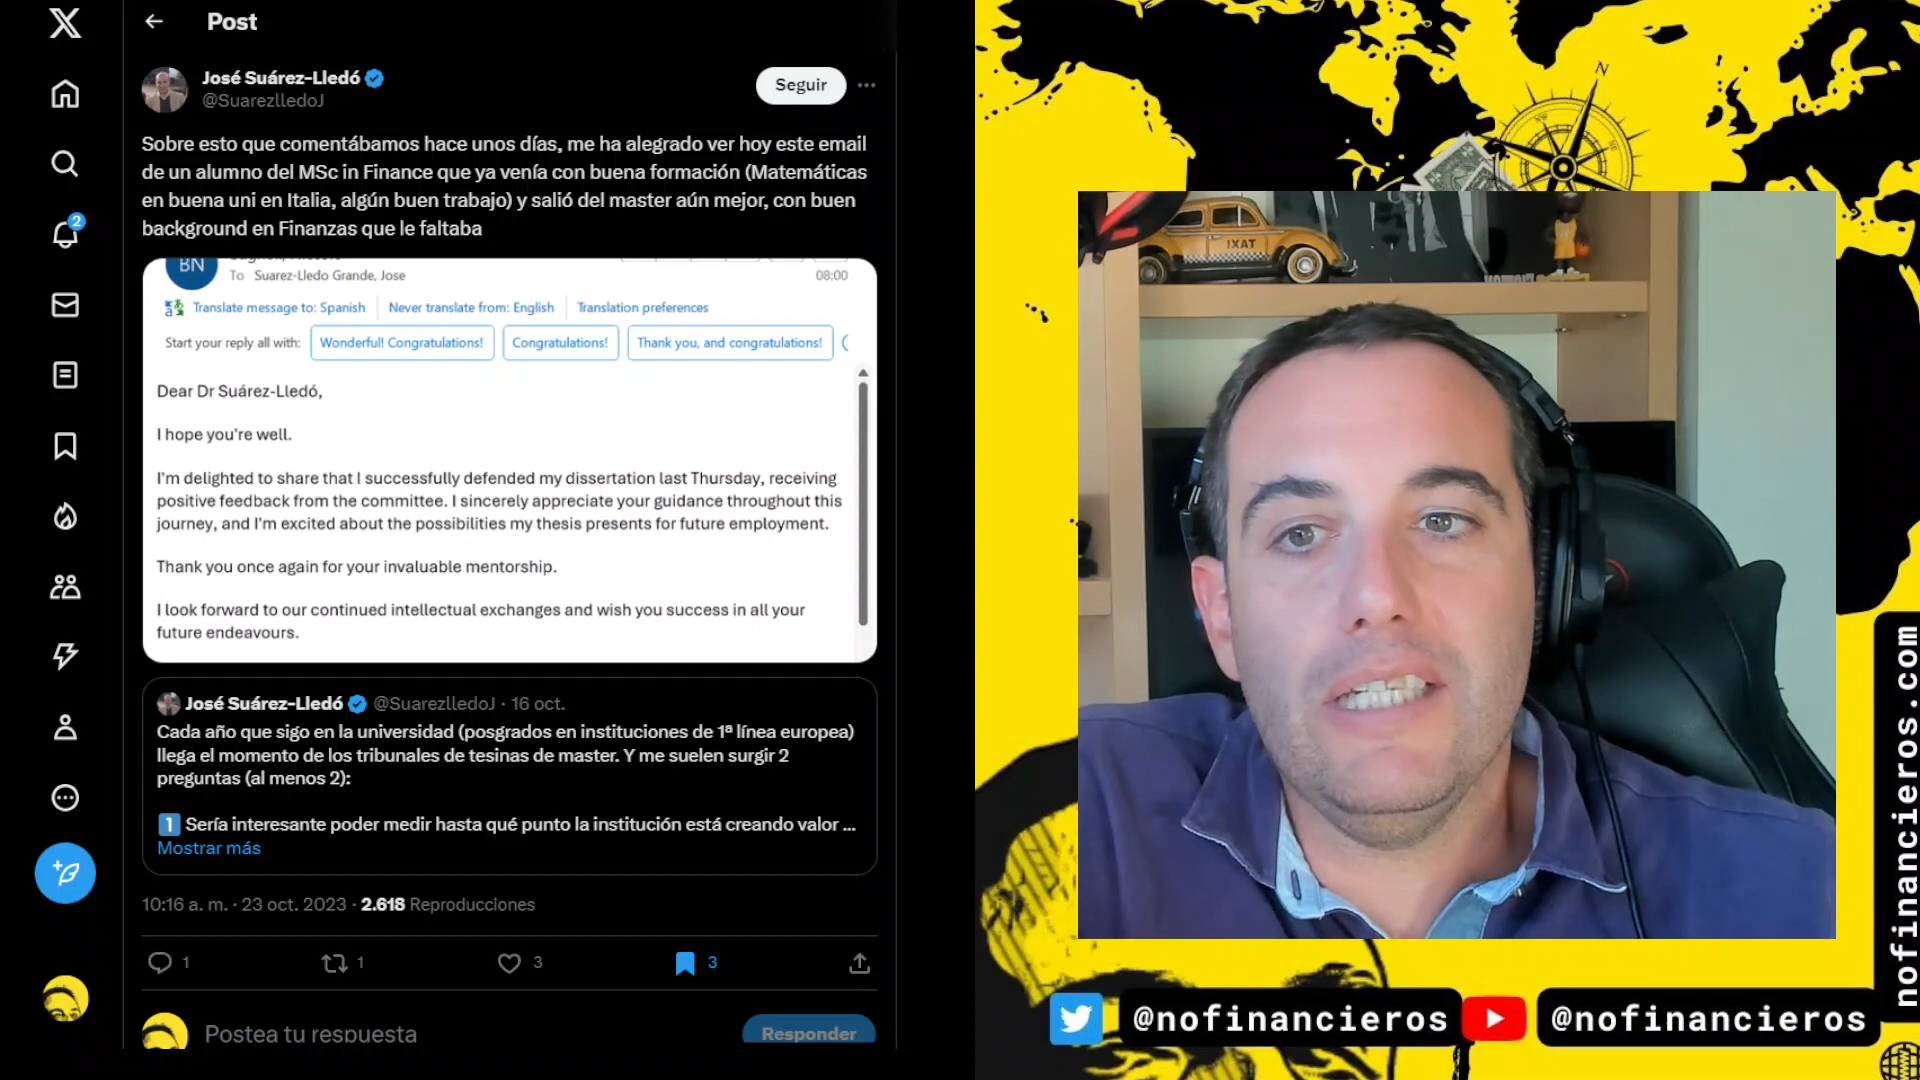 Post
José Suárez-Lledó
@SuarezlledoJ
Seguir
Sobre esto que comentábamos hace unos días, me ha alegrado ver hoy este email
de un alumno del MSc in Finance que ya venía con buena formación (Matemáticas
en buena uni en Italia, algún buen trabajo) y salió del master aún mejor, con buen
background en Finanzas que le faltaba
BN
To Suarez-Lledo Grande, Jose
08:00
Translate message to: Spanish
Never translate from: English
Translation preferences
Start your reply all with:
Wonderful! Congratulations!
Congratulations!
Thank you, and congratulations!
Dear Dr Suárez-Lledó,
I hope you're well.
I'm delighted to share that I successfully defended my dissertation last Thursday, receiving
positive feedback from the committee. I sincerely appreciate your guidance throughout this
journey, and I'm excited about the possibilities my thesis presents for future employment.
Thank you once again for your invaluable mentorship.
I look forward to our continued intellectual exchanges and wish you success in all your
future endeavours.
José Suárez-Lledó @SuarezlledoJ · 16 oct.
Cada año que sigo en la universidad (posgrados en instituciones de 1ª línea europea)
llega el momento de los tribunales de tesinas de master. Y me suelen surgir 2
preguntas (al menos 2):
1 Sería interesante poder medir hasta qué punto la institución está creando valor ...
Mostrar más
10:16 a. m. · 23 oct. 2023 · 2.618 Reproducciones
1
1
3
3
Postea tu respuesta
Responder
2
N
NW
TAXI
@nofinancieros
@nofinancieros
nofinancieros.com